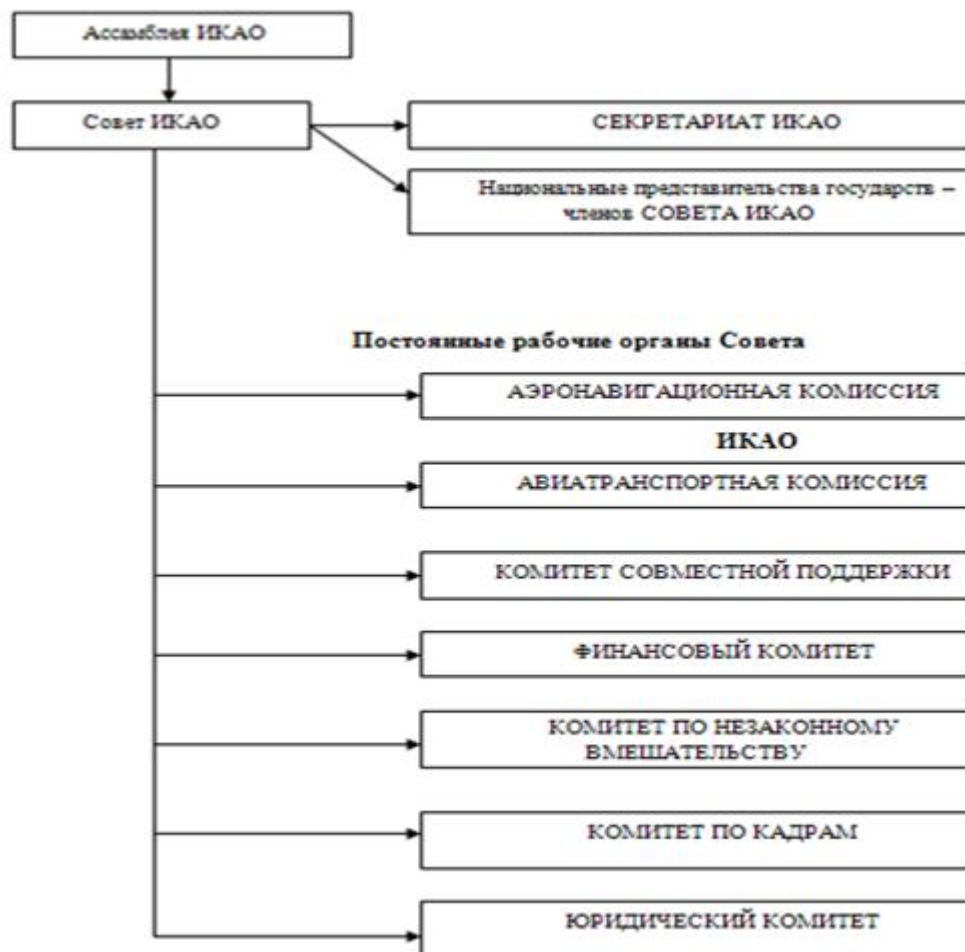 Ассамблея ИКАО
Совет ИКАО
СЕКРЕТАРИАТ ИКАО
Национальные представительства государств –
членов СОВЕТА ИКАО
Постоянные рабочие органы Совета
АЭРОНАВИГАЦИОННАЯ КОМИССИЯ
ИКАО
АВИАТРАНСПОРТНАЯ КОМИССИЯ
КОМИТЕТ СОВМЕСТНОЙ ПОДДЕРЖКИ
ФИНАНСОВЫЙ КОМИТЕТ
КОМИТЕТ ПО НЕЗАКОННОМУ
ВМЕШАТЕЛЬСТВУ
КОМИТЕТ ПО КАДРАМ
ЮРИДИЧЕСКИЙ КОМИТЕТ